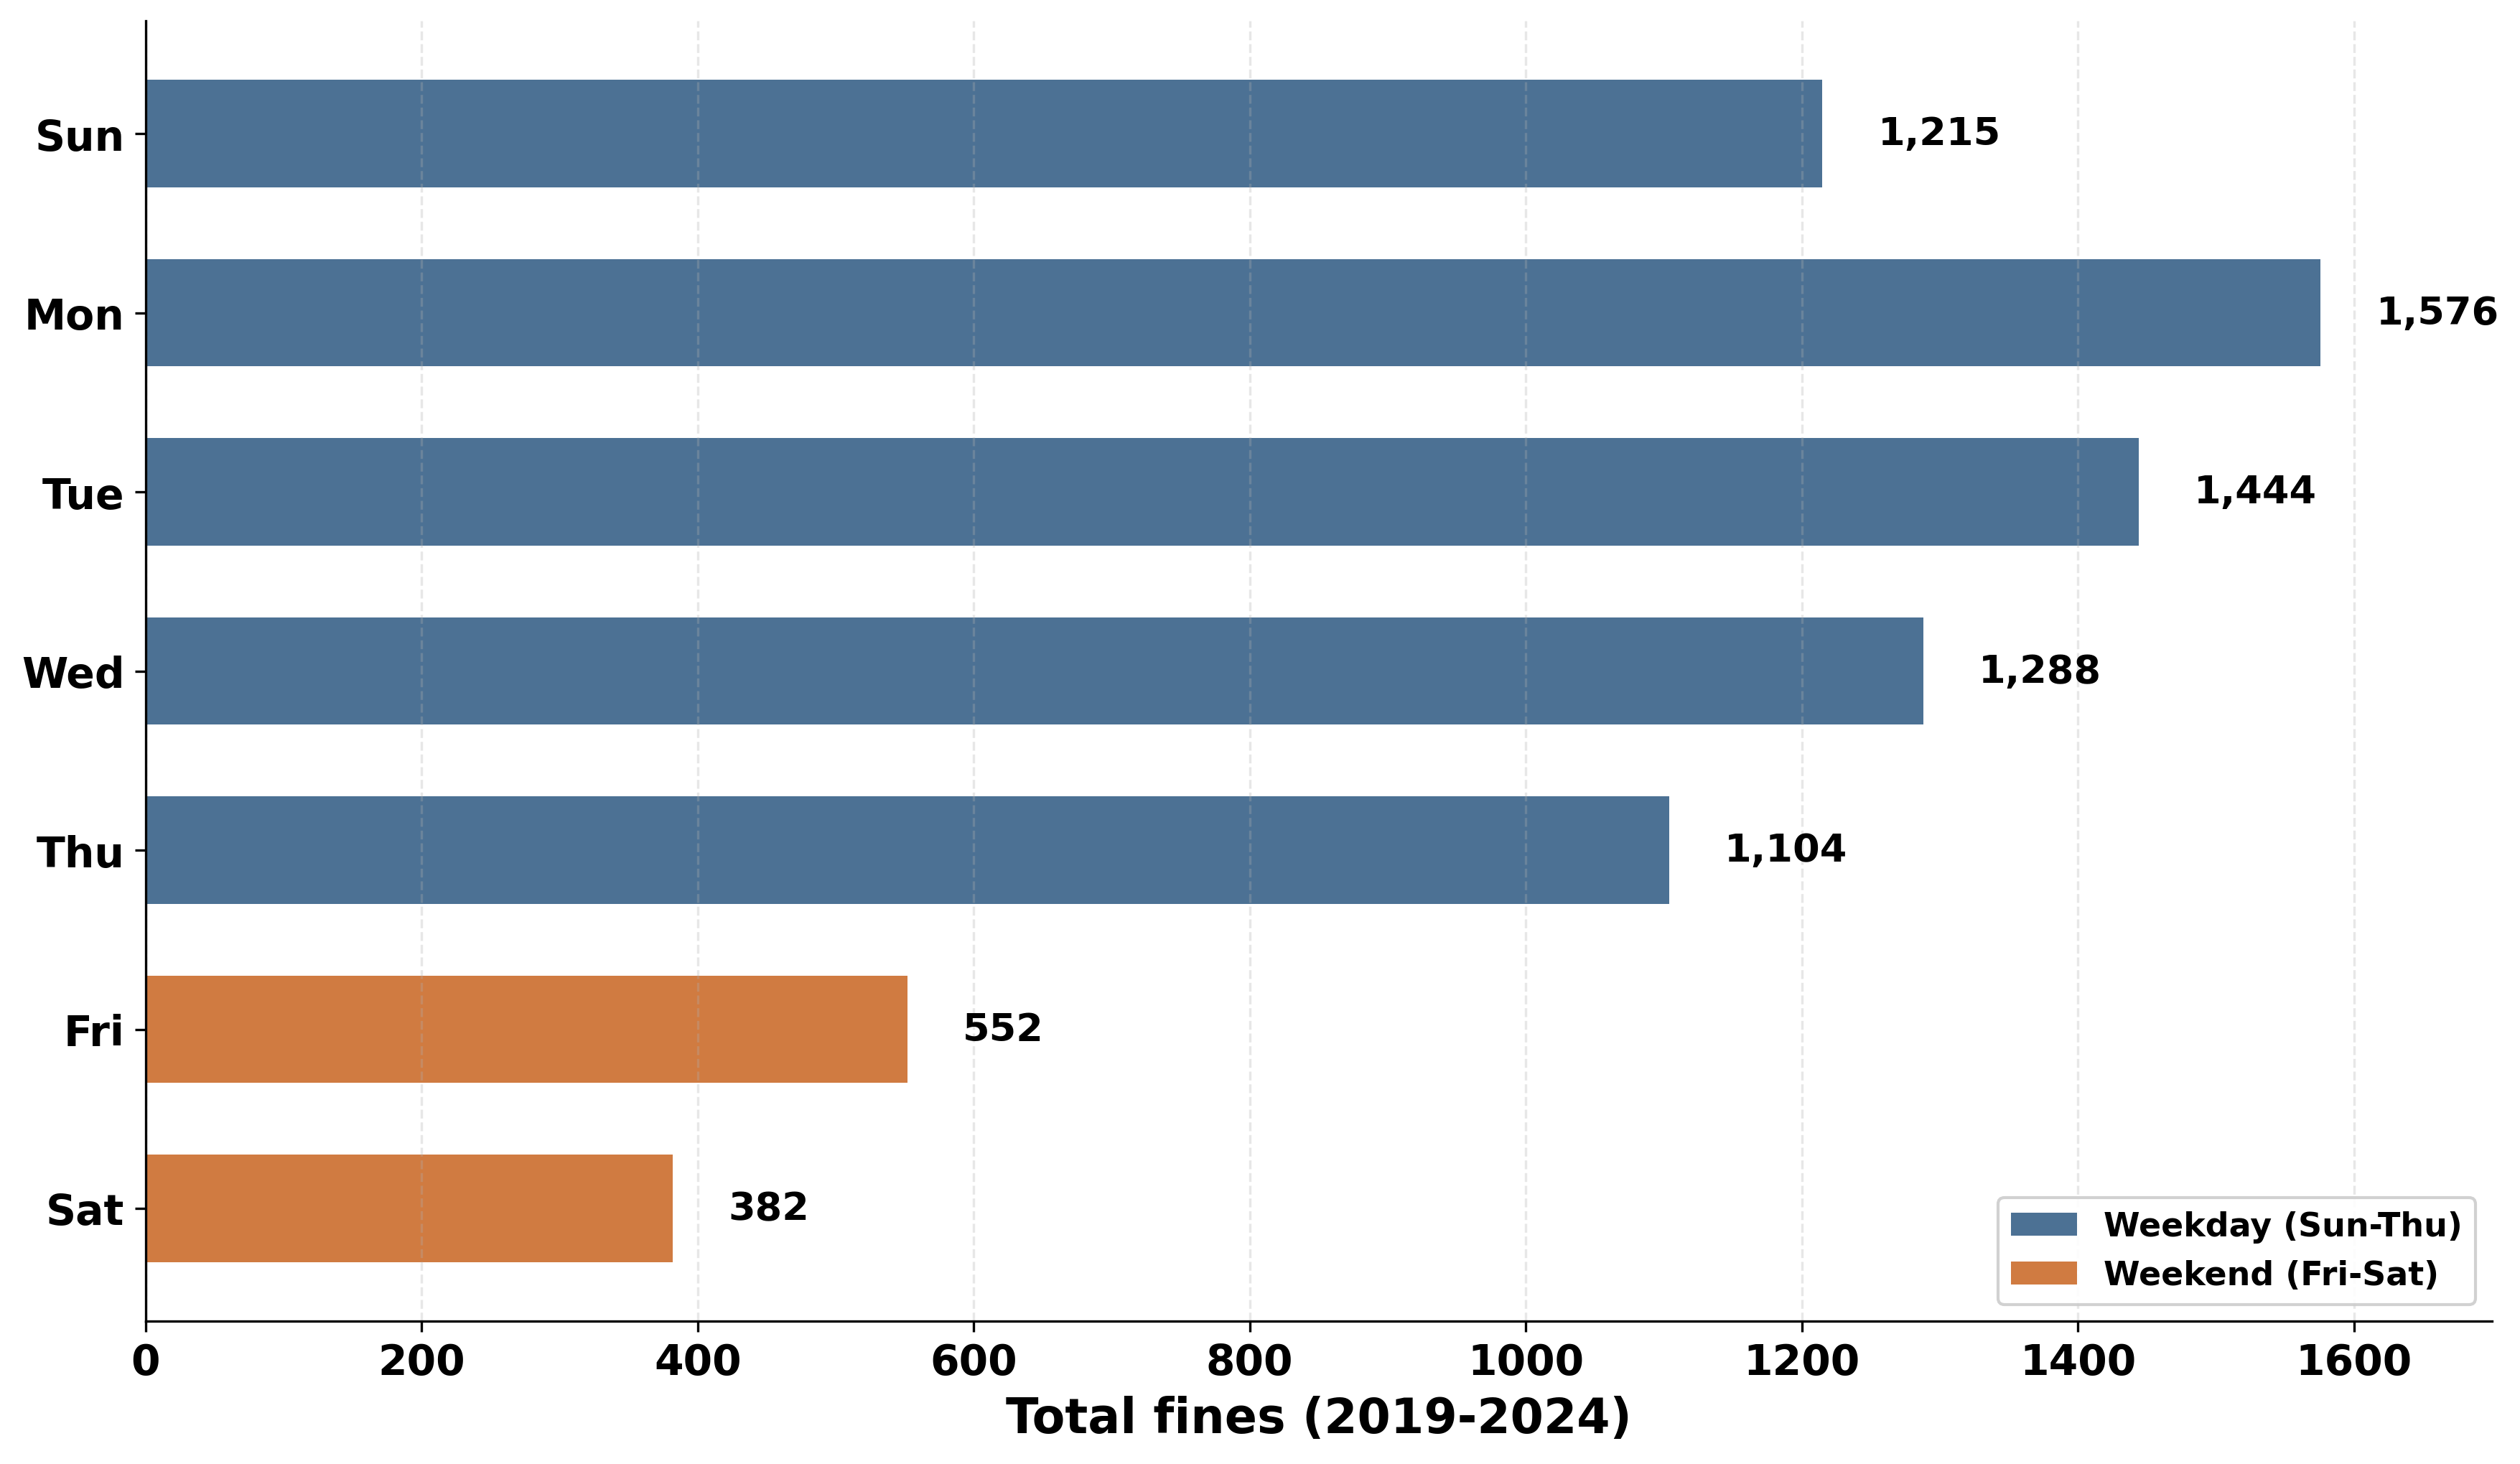 Sun
1,215
Mon
1,576
Tue
1,444
Wed
1,288
Thu
1,104
Fri
552
Sat
382
Weekday (Sun-Thu)
Weekend (Fri-Sat)
0 200 400 600 800 1000 1200 1400 1600
Total fines (2019-2024)